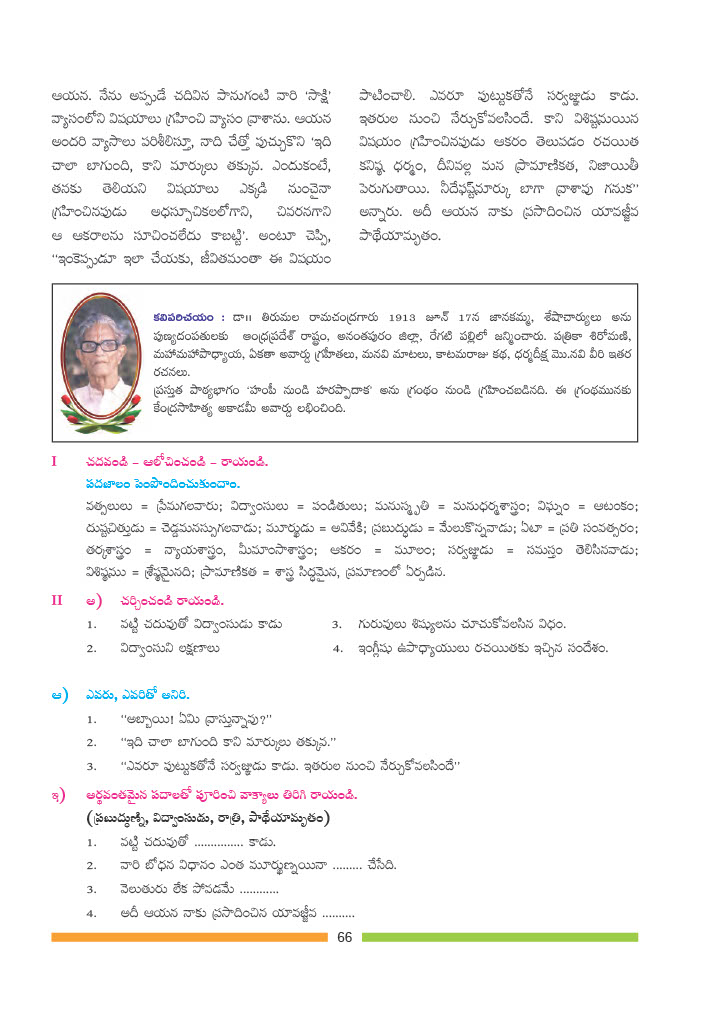 ఆయన. నేను అప్పుడే చదివిన పానుగంటి వారి 'సాక్షి'
వ్యాసంలోని విషయాలు గ్రహించి వ్యాసం వ్రాశాను. ఆయన
అందరి వ్యాసాలు పరిశీలిస్తూ, నాది చేత్తో పుచ్చుకొని 'ఇది
చాలా బాగుంది, కాని మార్కులు తక్కువ. ఎందుకంటే,
తనకు తెలియని విషయాలు ఎక్కడి నుంచైనా
గ్రహించినపుడు అధస్సూచికలలోగాని, చివరనగాని
ఆ ఆకరాలను సూచించలేదు కాబట్టి'. అంటూ చెప్పి,
"ఇంకెప్పుడూ ఇలా చేయకు, జీవితమంతా ఈ విషయం
పాటించాలి. ఎవరూ పుట్టుకతోనే సర్వజ్ఞుడు కాడు.
ఇతరుల నుంచి నేర్చుకోవలసిందే. కాని విశిష్టమయిన
విషయం గ్రహించినపుడు ఆకరం తెలుపడం రచయిత
కనిష్ఠ ధర్మం, దీనివల్ల మన ప్రామాణికత, నిజాయితీ
పెరుగుతాయి. నీదేఫస్ట్‌మార్కు బాగా వ్రాశావు గనుక"
అన్నారు. అదీ ఆయన నాకు ప్రసాదించిన యావజ్జీవ
పాథేయామృతం.
కవిపరిచయం : డా॥ తిరుమల రామచంద్రగారు 1913 జూన్ 17న జానకమ్మ, శేషాచార్యులు అను
పుణ్యదంపతులకు ఆంధ్రప్రదేశ్ రాష్ట్రం, అనంతపురం జిల్లా, రేగటి పల్లిలో జన్మించారు. పత్రికా శిరోమణి,
మహామహాపాధ్యాయ, ఏకతా అవార్డు గ్రహీతలు, మనవి మాటలు, కాటమరాజు కథ, ధర్మదీక్ష మొ.నవి వీరి ఇతర
రచనలు.
ప్రస్తుత పాఠ్యభాగం 'హంపీ నుండి హరప్పాదాక' అను గ్రంథం నుండి గ్రహించబడినది. ఈ గ్రంథమునకు
కేంద్రసాహిత్య అకాడమీ అవార్డు లభించింది.
I చదవండి – ఆలోచించండి – రాయండి.
పదజాలం పెంపొందించుకుందాం.
వత్సలులు = ప్రేమగలవారు; విద్వాంసులు = పండితులు; మనుస్మృతి = మనుధర్మశాస్త్రం; విఘ్నం = ఆటంకం;
దుష్టచిత్తుడు = చెడ్డమనస్సుగలవాడు; మూర్ఖుడు = అవివేకి; ప్రబుద్ధుడు = మేలుకొన్నవాడు; ఏటా = ప్రతి సంవత్సరం;
తర్కశాస్త్రం = న్యాయశాస్త్రం, మీమాంసాశాస్త్రం; ఆకరం = మూలం; సర్వజ్ఞుడు = సమస్తం తెలిసినవాడు;
విశిష్ఠము = శ్రేష్ఠమైనది; ప్రామాణికత = శాస్త్ర సిద్ధమైన, ప్రమాణంలో ఏర్పడిన.
II అ) చర్చించండి రాయండి.
1. వట్టి చదువుతో విద్వాంసుడు కాడు 3. గురువులు శిష్యులను చూచుకోవలసిన విధం.
2. విద్వాంసుని లక్షణాలు 4. ఇంగ్లీషు ఉపాధ్యాయులు రచయితకు ఇచ్చిన సందేశం.
ఆ) ఎవరు, ఎవరితో అనిరి.
1. "అబ్బాయి! ఏమి వ్రాస్తున్నావు?"
2. "ఇది చాలా బాగుంది కాని మార్కులు తక్కువ."
3. "ఎవరూ పుట్టుకతోనే సర్వజ్ఞుడు కాడు. ఇతరుల నుంచి నేర్చుకోవలసిందే"
ఇ) అర్థవంతమైన పదాలతో పూరించి వాక్యాలు తిరిగి రాయండి.
(ప్రబుద్ధుణ్ని, విద్వాంసుడు, రాత్రి, పాథేయామృతం)
1. వట్టి చదువుతో ............... కాడు.
2. వారి బోధన విధానం ఎంత మూర్ఖుణ్నయినా ......... చేసేది.
3. వెలుతురు లేక పోవడమే ............
4. అదీ ఆయన నాకు ప్రసాదించిన యావజ్జీవ ..........
66